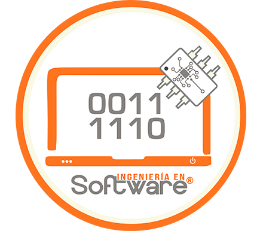 0011
1110
INGENIERÍA EN
Software®